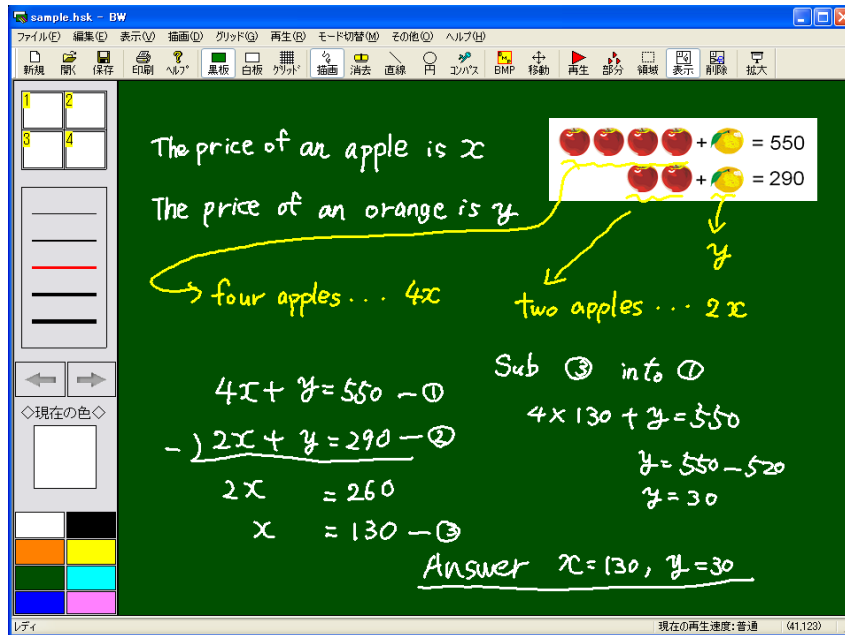 sample.hsk - BW
ファイル(F) 編集(E) 表示(V) 描画(D) グリッド(G) 再生(R) モード切替(M) その他(O) ヘルプ(H)
新規 開く 保存 印刷 ヘルプ 黒板 白板 グリッド 描画 消去 直線 円 コンパス BMP 移動 再生 部分 領域 表示 削除 拡大
1 2
3 4
◇現在の色◇
The price of an apple is x
+ = 550
+ = 290
The price of an orange is y
y
four apples... 4x
two apples... 2x
4x + y = 550 - ①
-) 2x + y = 290 - ②
2x = 260
x = 130 - ③
Sub ③ into ①
4 × 130 + y = 550
y = 550 - 520
y = 30
Answer x = 130, y = 30
レディ 現在の再生速度:普通 (41,123)